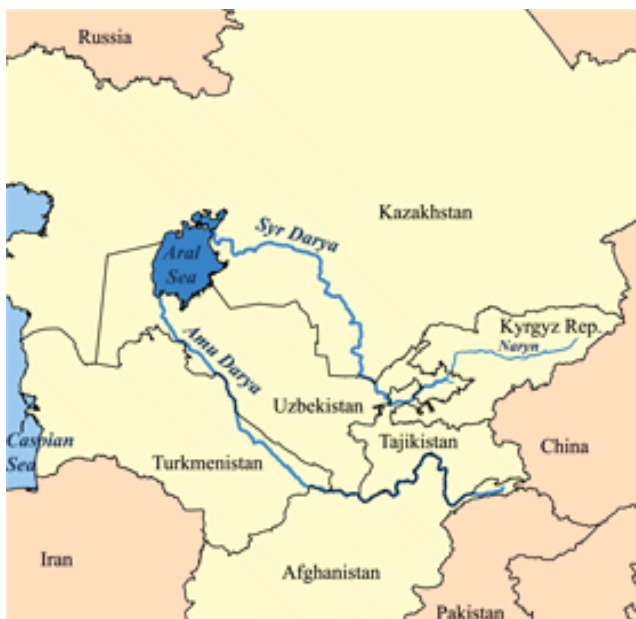 Russia
Kazakhstan
Syr Darya
Aral
Sea
Kyrgyz Rep.
Naryn
Amu Darya
Uzbekistan
Caspian
Sea
Tajikistan
China
Turkmenistan
Iran
Afghanistan
Pakistan